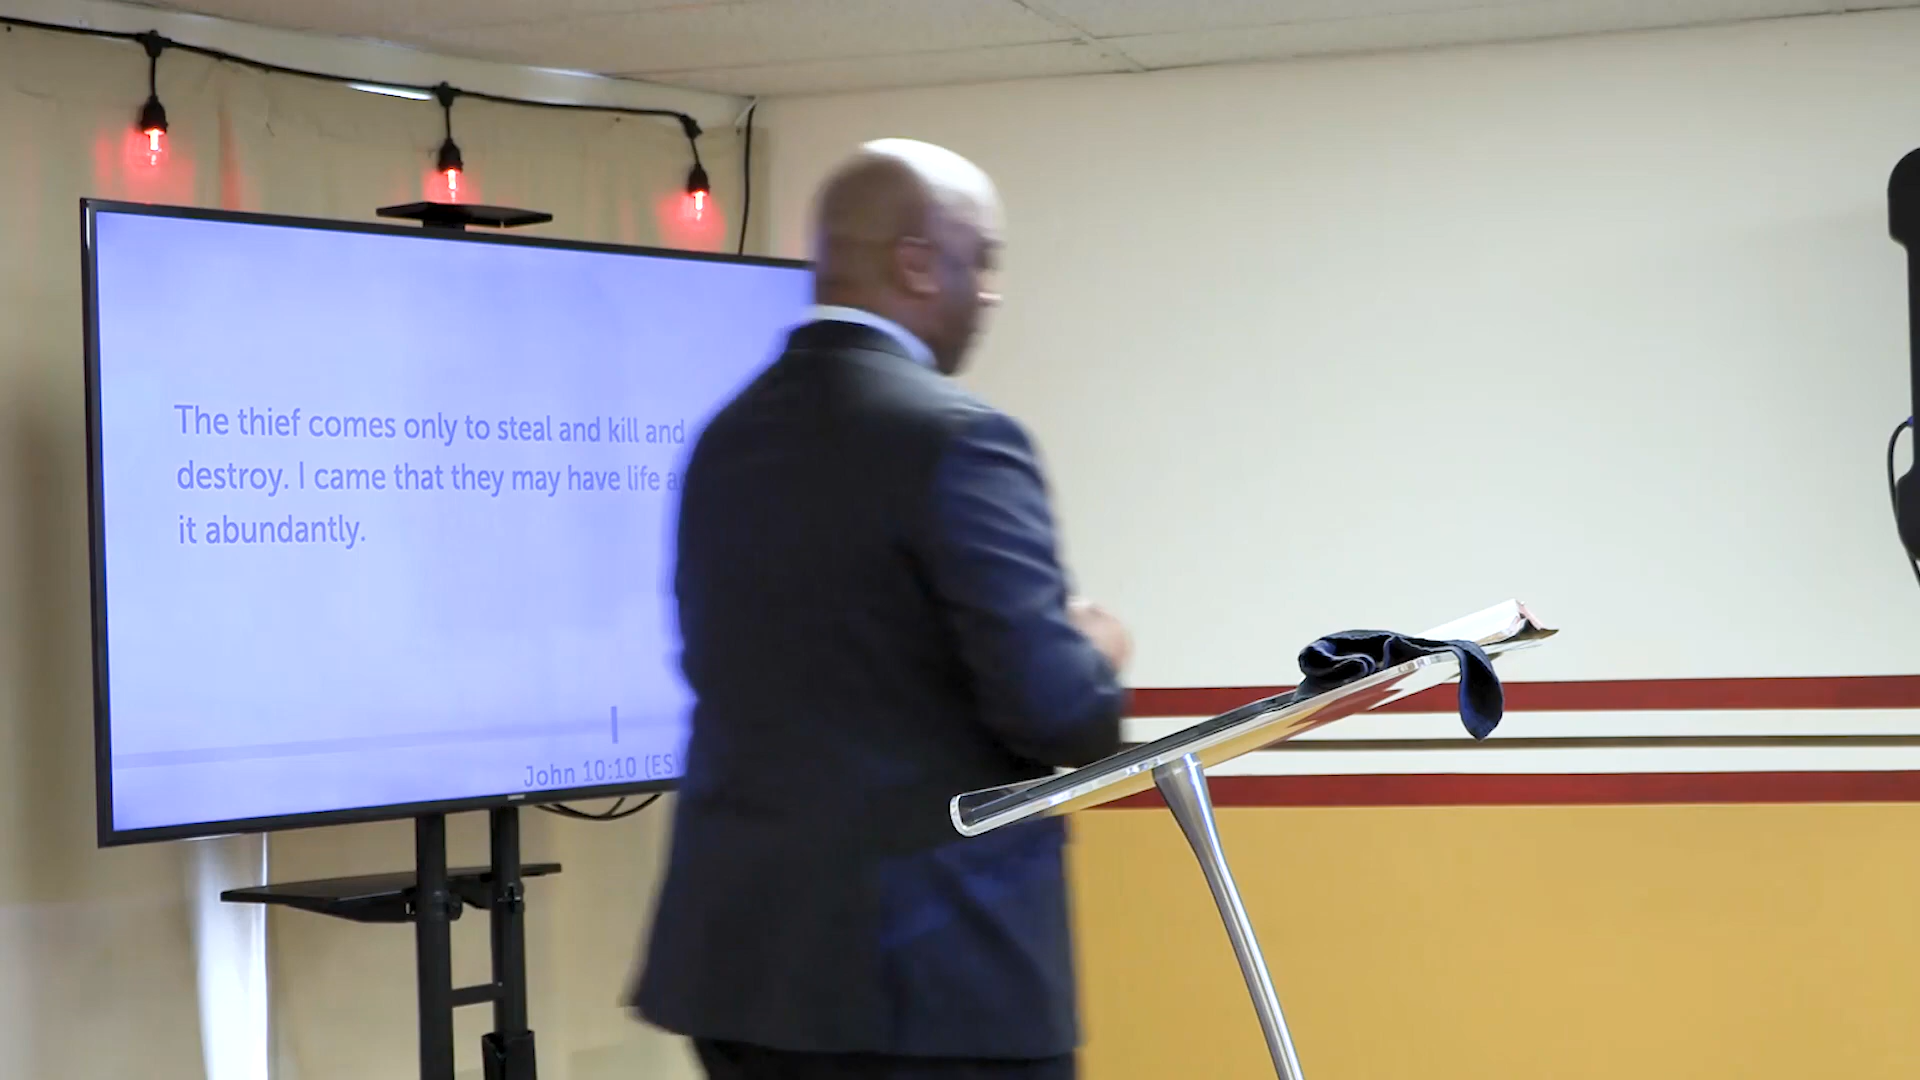 The thief comes only to steal and kill and
destroy. I came that they may have life
it abundantly.
John 10:10 (ES